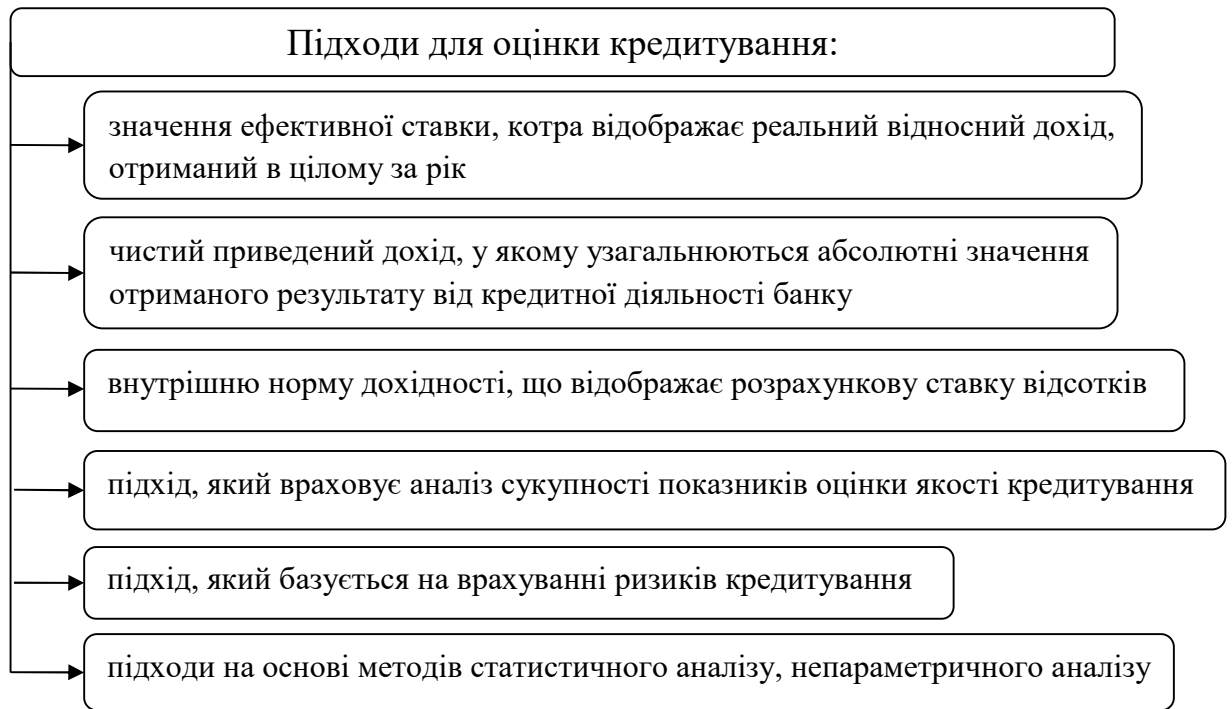 Підходи для оцінки кредитування:
значення ефективної ставки, котра відображає реальний відносний дохід,
отриманий в цілому за рік
чистий приведений дохід, у якому узагальнюються абсолютні значення
отриманого результату від кредитної діяльності банку
внутрішню норму дохідності, що відображає розрахункову ставку відсотків
підхід, який враховує аналіз сукупності показників оцінки якості кредитування
підхід, який базується на врахуванні ризиків кредитування
підходи на основі методів статистичного аналізу, непараметричного аналізу